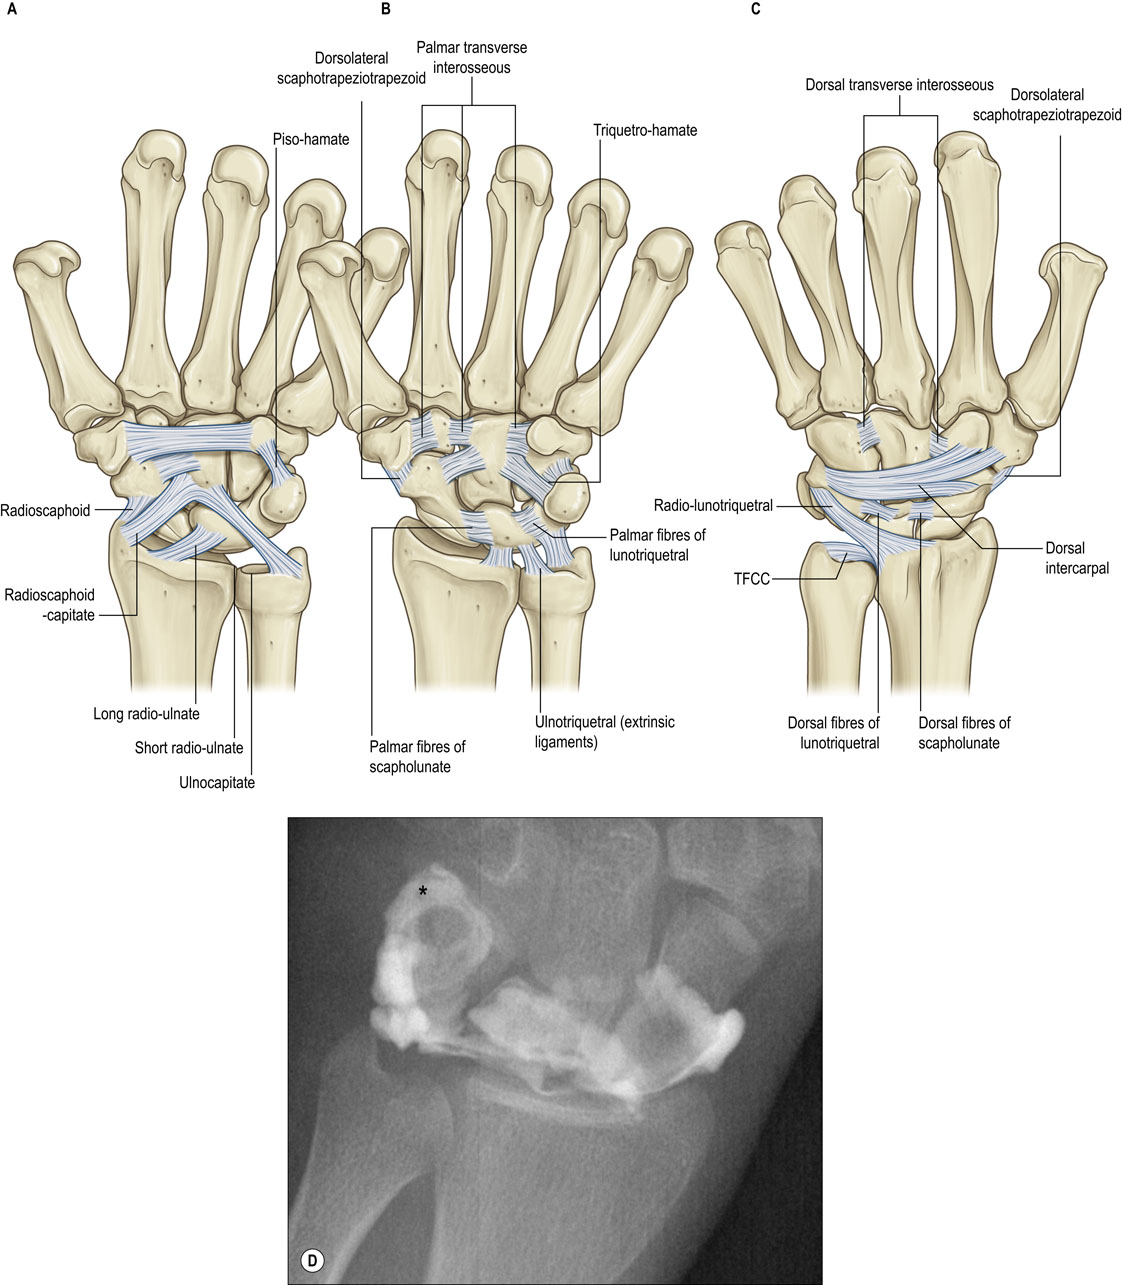 A
B
C
Dorsolateral
scaphotrapeziotrapezoid
Palmar transverse
interosseous
Piso-hamate
Triquetro-hamate
Dorsal transverse interosseous
Dorsolateral
scaphotrapeziotrapezoid
Radioscaphoid
Radioscaphoid
-capitate
Long radio-ulnate
Short radio-ulnate
Ulnocapitate
Palmar fibres of
lunotriquetral
Palmar fibres of
scapholunate
Ulnotriquetral (extrinsic
ligaments)
Radio-lunotriquetral
TFCC
Dorsal
intercarpal
Dorsal fibres of
lunotriquetral
Dorsal fibres of
scapholunate
*
D